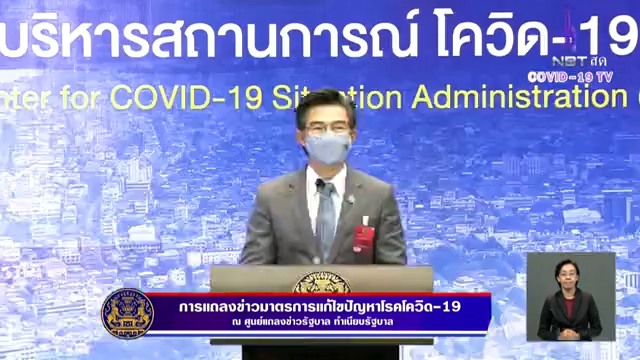 บริหารสถานการณ์ โควิด-19
NBT สด
COVID-19 TV
nter for COVID-19 Situation Administration (
การแถลงข่าวมาตรการแก้ไขปัญหาโรคโควิด-19
ณ ศูนย์แถลงข่าวรัฐบาล ทำเนียบรัฐบาล